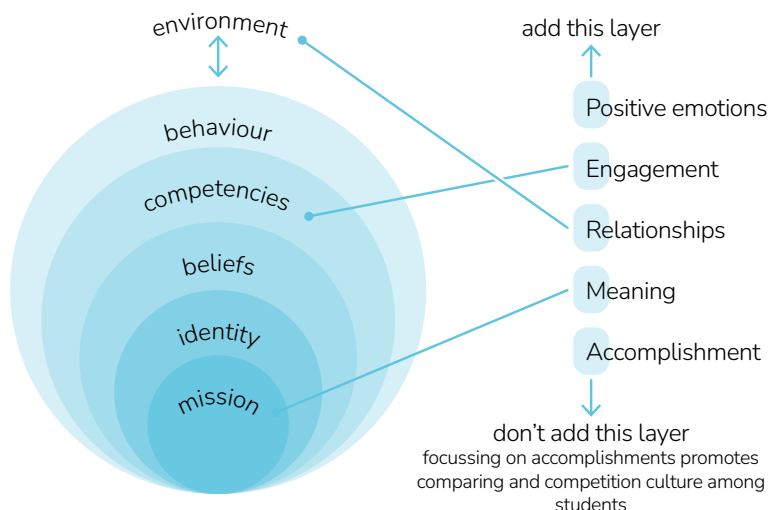 environment
behaviour
competencies
beliefs
identity
mission
add this layer
Positive emotions
Engagement
Relationships
Meaning
Accomplishment
don't add this layer
focussing on accomplishments promotes
comparing and competition culture among
students